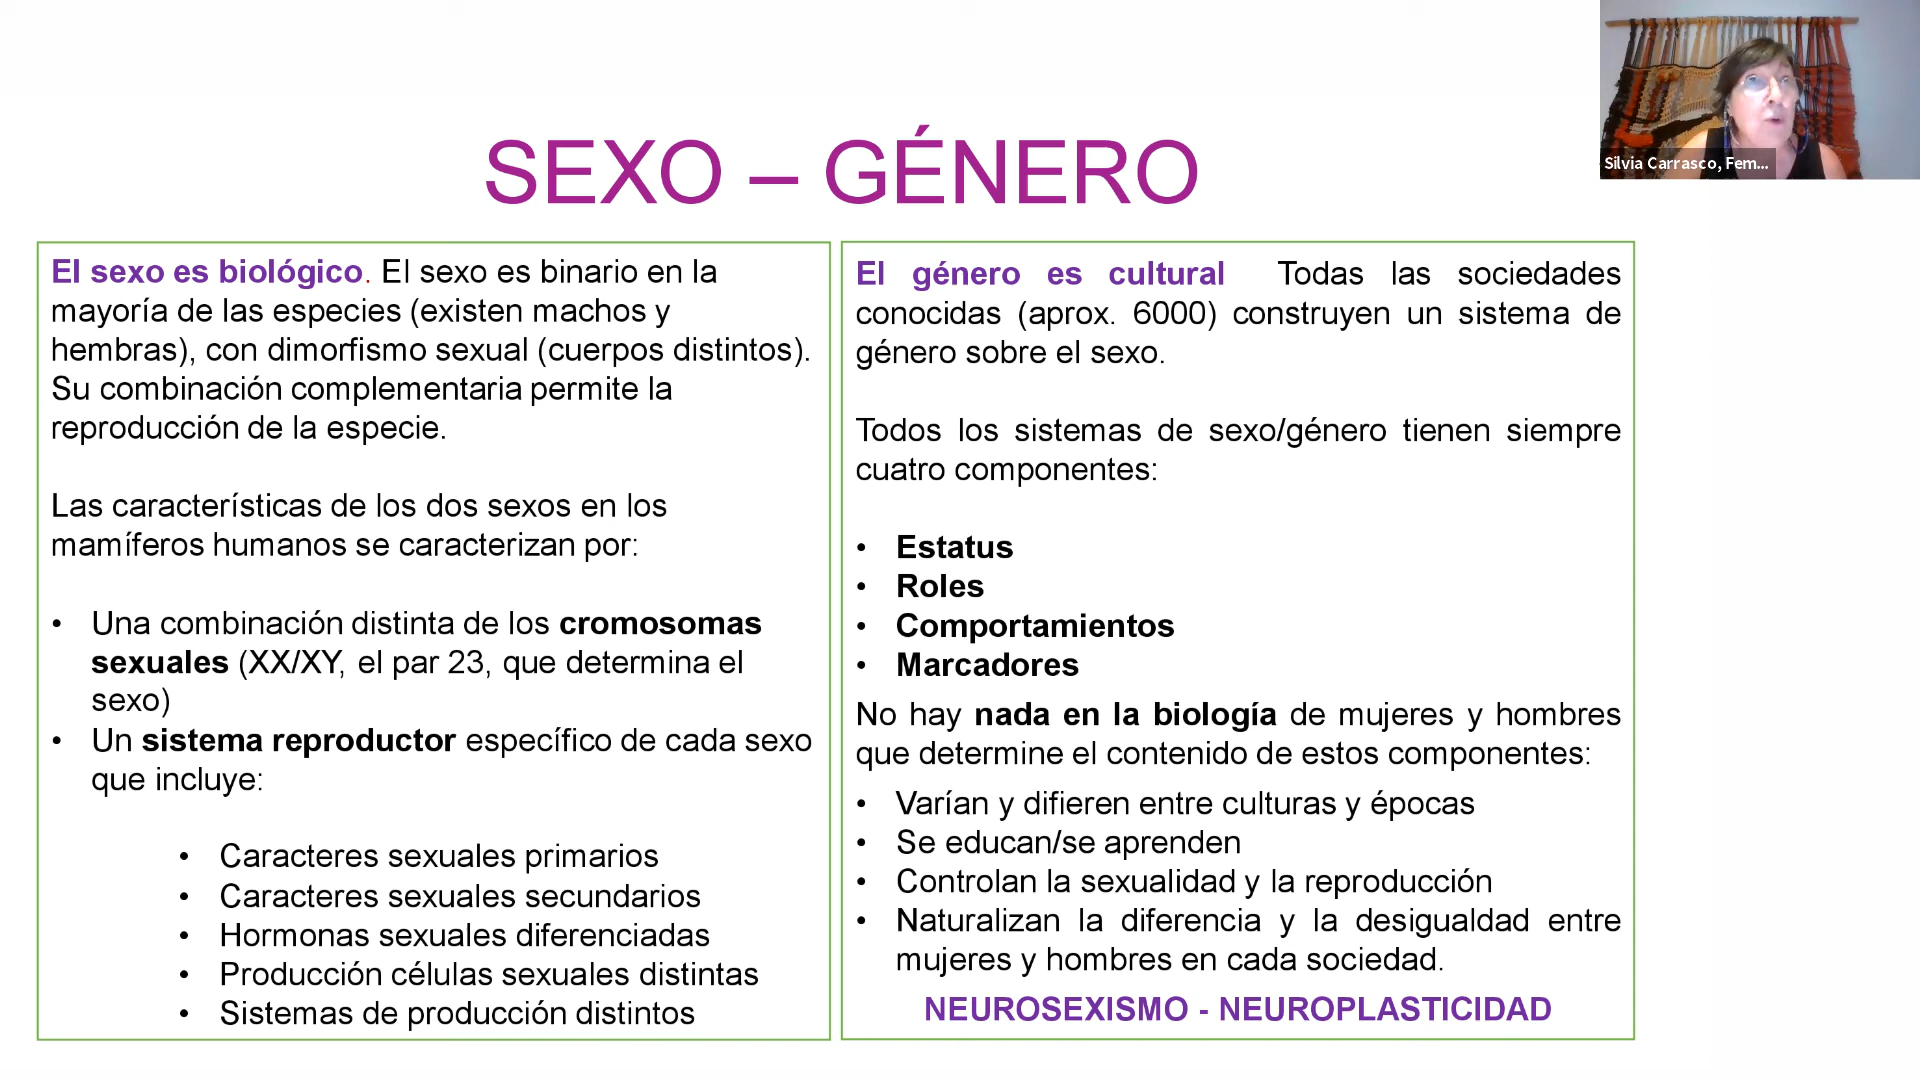 SEXO – GÉNERO
Silvia Carrasco, Fem...
El sexo es biológico. El sexo es binario en la
mayoría de las especies (existen machos y
hembras), con dimorfismo sexual (cuerpos distintos).
Su combinación complementaria permite la
reproducción de la especie.
Las características de los dos sexos en los
mamíferos humanos se caracterizan por:
• Una combinación distinta de los cromosomas
sexuales (XX/XY, el par 23, que determina el
sexo)
• Un sistema reproductor específico de cada sexo
que incluye:
• Caracteres sexuales primarios
• Caracteres sexuales secundarios
• Hormonas sexuales diferenciadas
• Producción células sexuales distintas
• Sistemas de producción distintos
El género es cultural Todas las sociedades
conocidas (aprox. 6000) construyen un sistema de
género sobre el sexo.
Todos los sistemas de sexo/género tienen siempre
cuatro componentes:
• Estatus
• Roles
• Comportamientos
• Marcadores
No hay nada en la biología de mujeres y hombres
que determine el contenido de estos componentes:
• Varían y difieren entre culturas y épocas
• Se educan/se aprenden
• Controlan la sexualidad y la reproducción
• Naturalizan la diferencia y la desigualdad entre
mujeres y hombres en cada sociedad.
NEUROSEXISMO - NEUROPLASTICIDAD